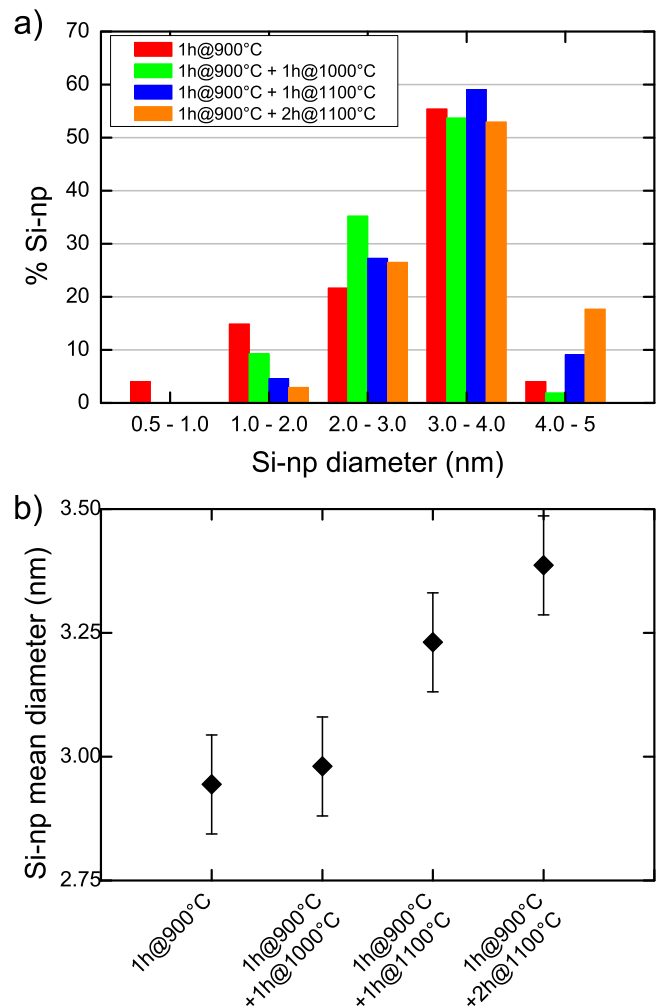 a)
70
60
50
40
30
20
10
0
% Si-np
1h@900°C
1h@900°C + 1h@1000°C
1h@900°C + 1h@1100°C
1h@900°C + 2h@1100°C
0.5 - 1.0 1.0 - 2.0 2.0 - 3.0 3.0 - 4.0 4.0 - 5
Si-np diameter (nm)
b)
3.50
3.25
3.00
2.75
Si-np mean diameter (nm)
1h@900°C
1h@900°C
+1h@1000°C
1h@900°C
+1h@1100°C
1h@900°C
+2h@1100°C